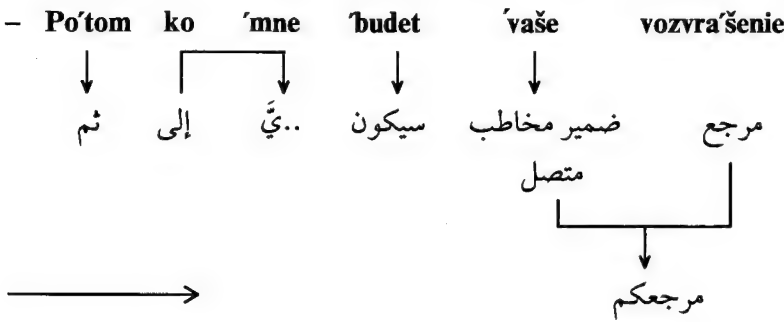 – Po´tom ko ´mne ´budet ´vaše vozvra´šenie
ثم إلى ..يَّ سيكون ضمير مخاطب مرجع
متصل
مرجعكم